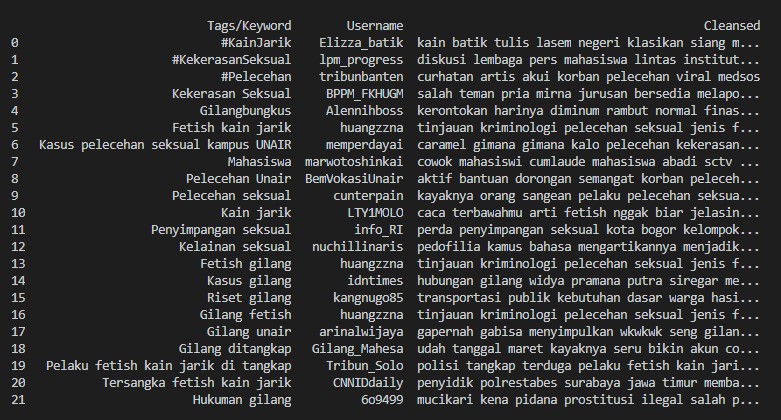 Tags/Keyword Username Cleansed
0 #KainJarik Elizza_batik kain batik tulis lasem negeri klasikan siang m...
1 #KekerasanSeksual lpm_progress diskusi lembaga pers mahasiswa lintas institut...
2 #Pelecehan tribunbanten curhatan artis akui korban pelecehan viral medsos
3 Kekerasan Seksual BPPM_FKHUGM salah teman pria mirna jurusan bersedia melapo...
4 Gilangbungkus Alennihboss kerontokan harinya diminum rambut normal finas...
5 Fetish kain jarik huangzzna tinjauan kriminologi pelecehan seksual jenis f...
6 Kasus pelecehan seksual kampus UNAIR memperdayai caramel gimana gimana kalo pelecehan kekerasan...
7 Mahasiswa marwotoshinkai cowok mahasiswi cumlaude mahasiswa abadi sctv ...
8 Pelecehan Unair BemVokasiUnair aktif bantuan dorongan semangat korban peleceh...
9 Pelecehan seksual cunterpain kayaknya orang sangean pelaku pelecehan seksua...
10 Kain jarik LTY1MOLO caca terbawahmu arti fetish nggak biar jelasin...
11 Penyimpangan seksual info_RI perda penyimpangan seksual kota bogor kelompok...
12 Kelainan seksual nuchillinaris pedofilia kamus bahasa mengartikannya menjadik...
13 Fetish gilang huangzzna tinjauan kriminologi pelecehan seksual jenis f...
14 Kasus gilang idntimes hubungan gilang widya pramana putra siregar me...
15 Riset gilang kangnugo85 transportasi publik kebutuhan dasar warga hasi...
16 Gilang fetish huangzzna tinjauan kriminologi pelecehan seksual jenis f...
17 Gilang unair arinalwijaya gapernah gabisa menyimpulkan wkwkwk seng gilan...
18 Gilang ditangkap Gilang_Mahesa udah tanggal maret kayaknya seru bikin akun co...
19 Pelaku fetish kain jarik di tangkap Tribun_Solo polisi tangkap terduga pelaku fetish kain jari...
20 Tersangka fetish kain jarik CNNIDdaily penyidik polrestabes surabaya jawa timur memba...
21 Hukuman gilang 6o9499 mucikari kena pidana prostitusi ilegal salah p...